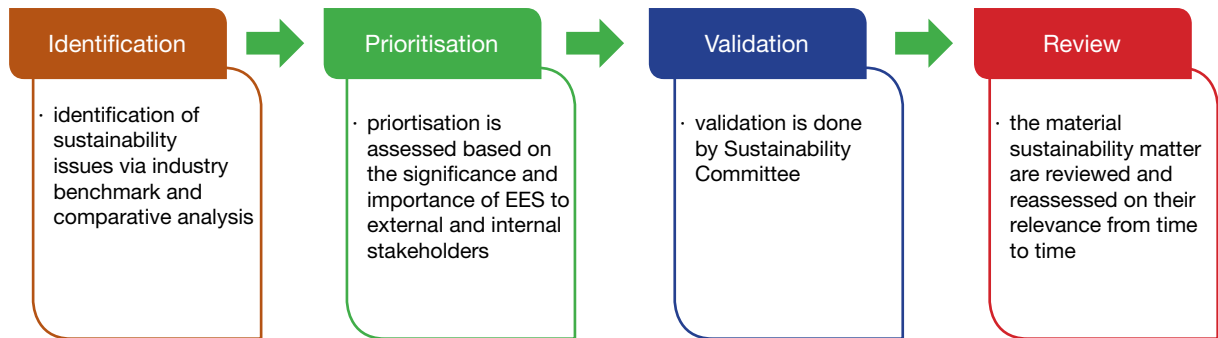 Identification
· identification of
sustainability
issues via industry
benchmark and
comparative analysis
Prioritisation
· priortisation is
assessed based on
the significance and
importance of EES to
external and internal
stakeholders
Validation
· validation is done
by Sustainability
Committee
Review
· the material
sustainability matter
are reviewed and
reassessed on their
relevance from time
to time